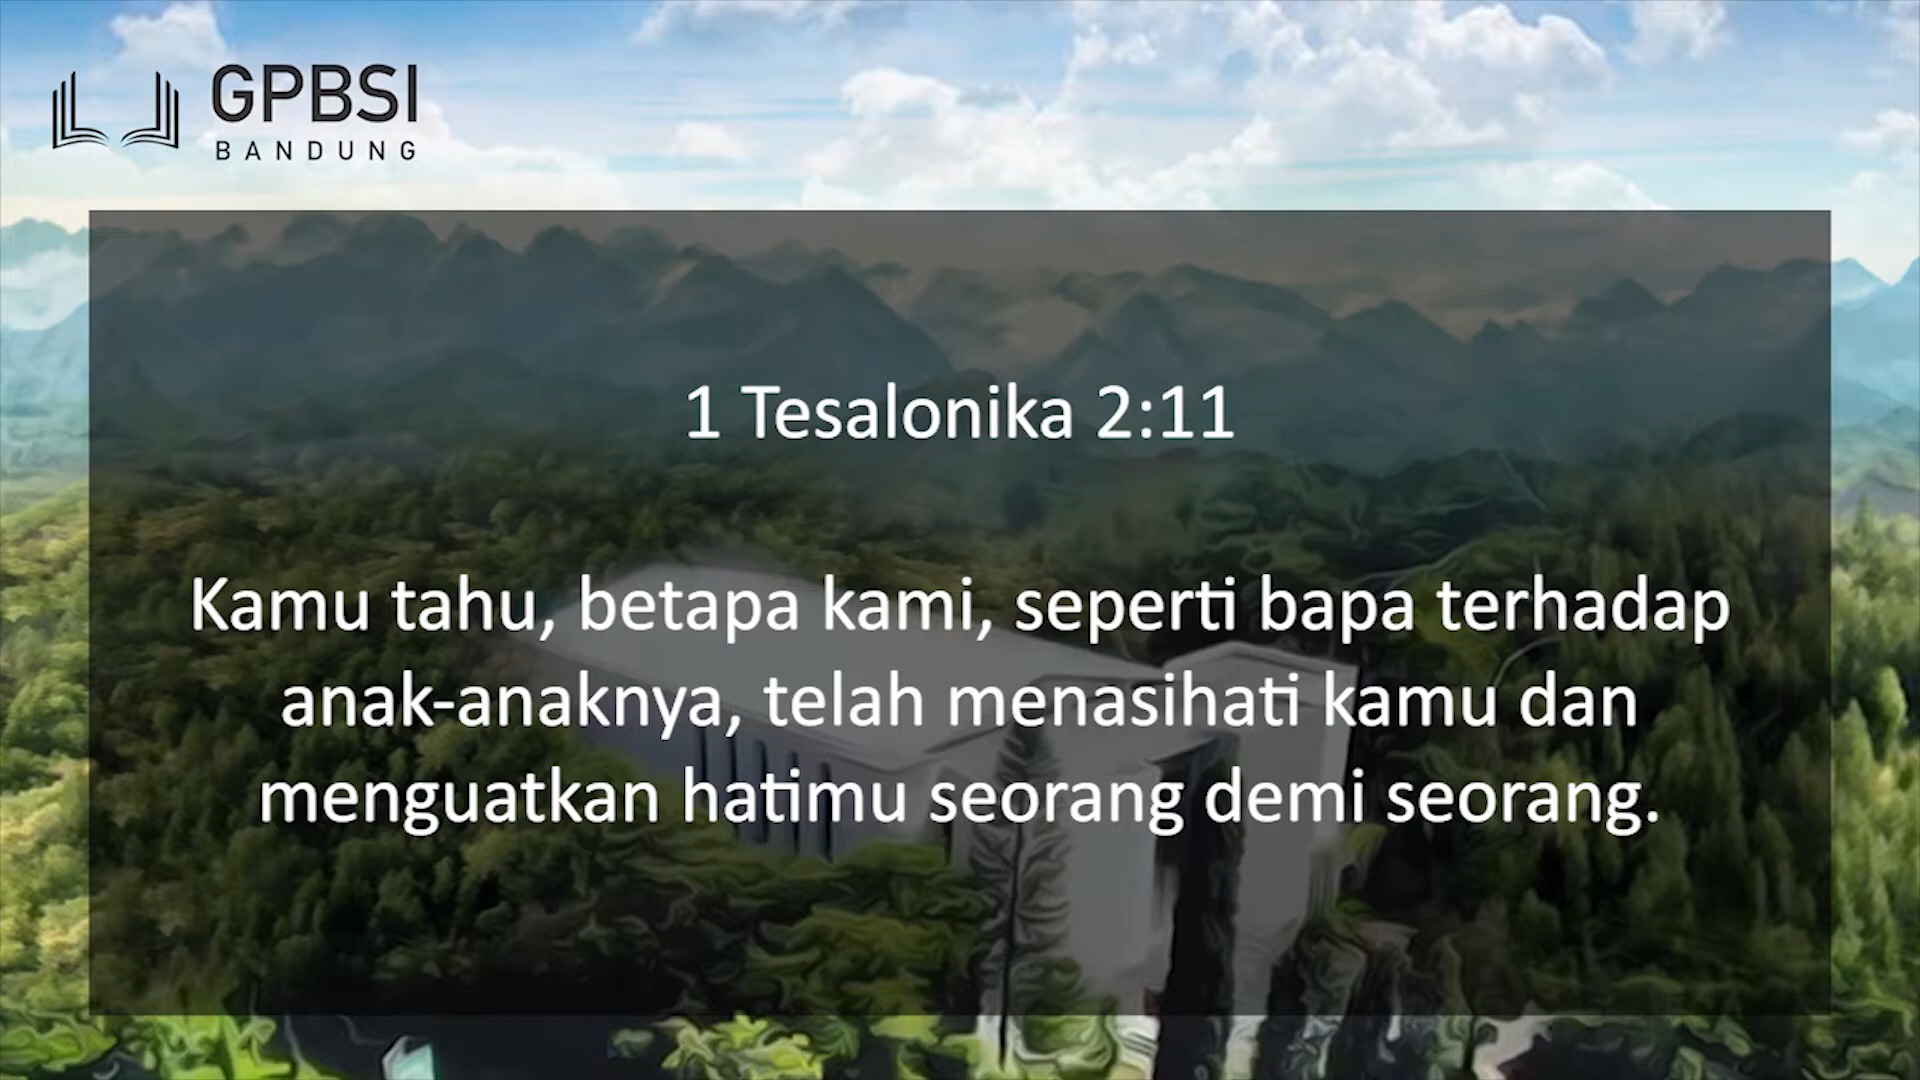 GPBSI
BANDUNG
1 Tesalonika 2:11
Kamu tahu, betapa kami, seperti bapa terhadap
anak-anaknya, telah menasihati kamu dan
menguatkan hatimu seorang demi seorang.